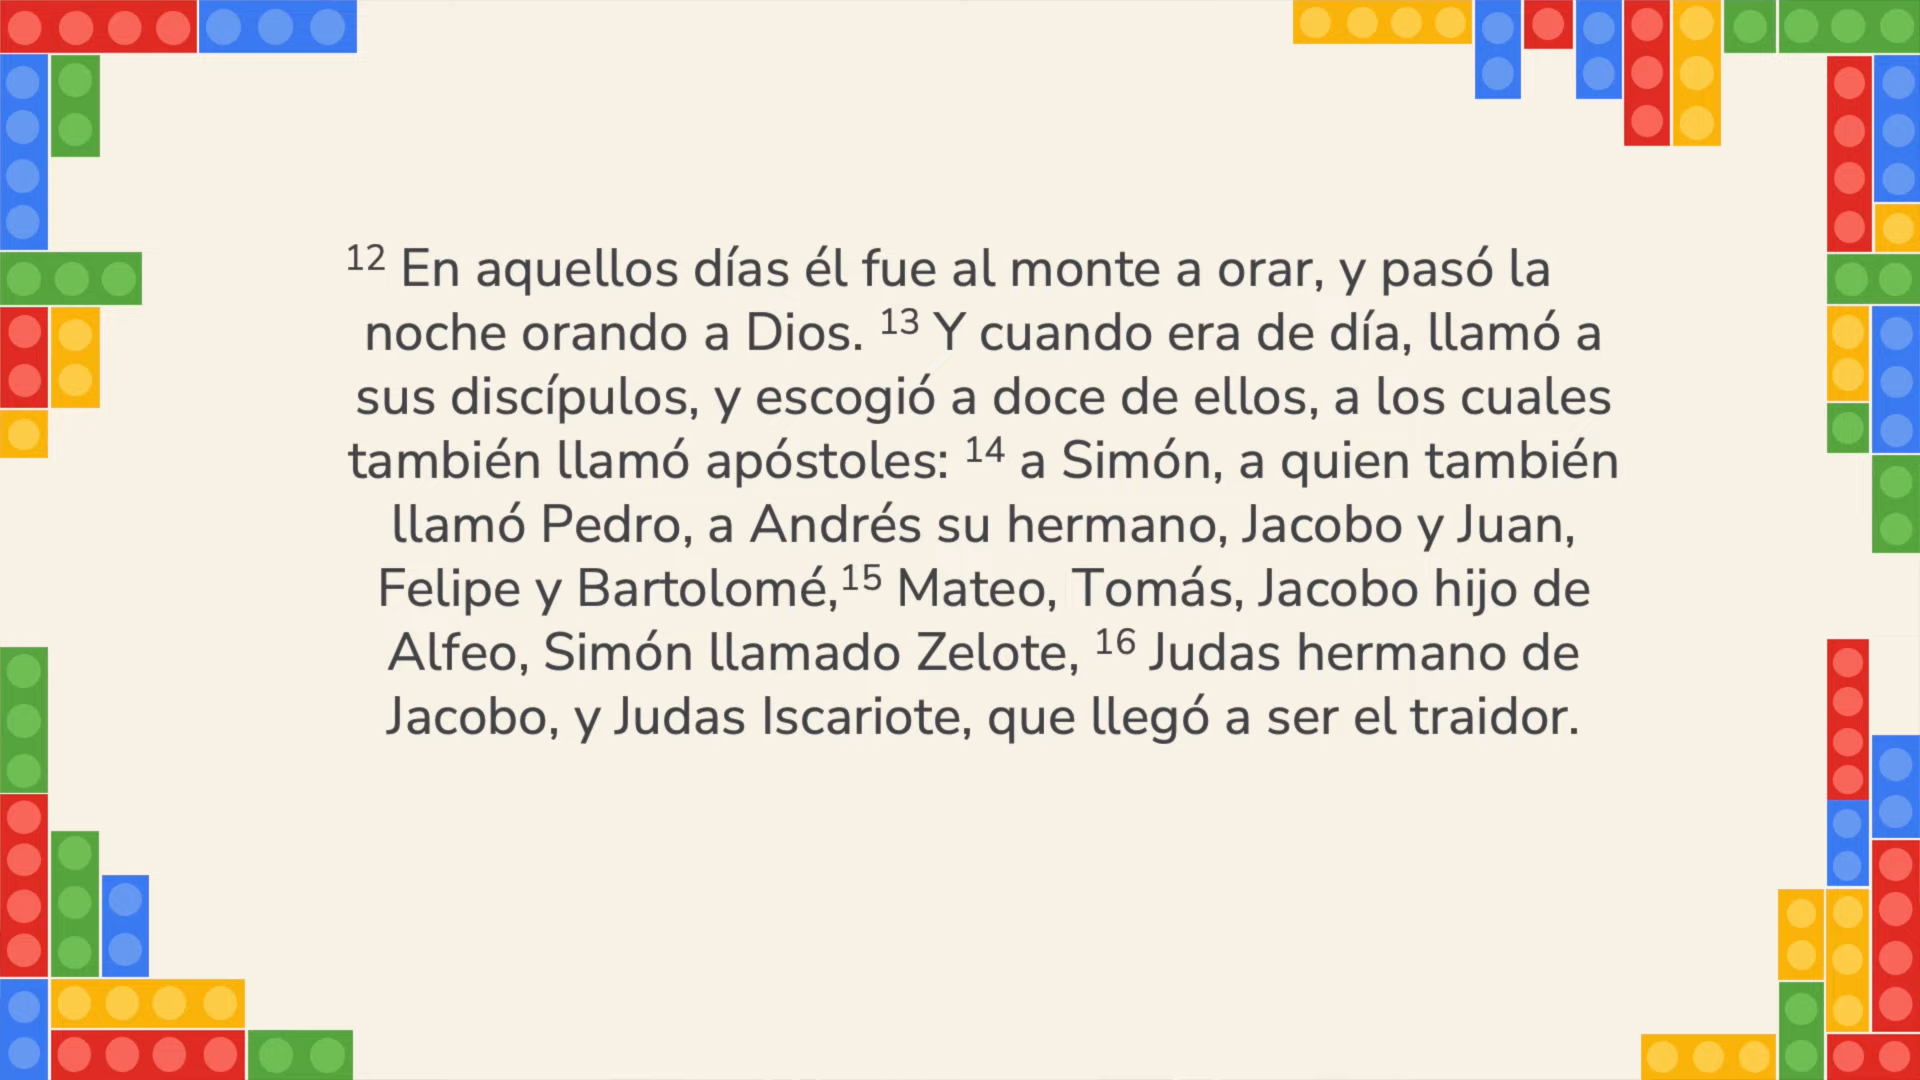 12 En aquellos días él fue al monte a orar, y pasó la
noche orando a Dios. 13 Y cuando era de día, llamó a
sus discípulos, y escogió a doce de ellos, a los cuales
también llamó apóstoles: 14 a Simón, a quien también
llamó Pedro, a Andrés su hermano, Jacobo y Juan,
Felipe y Bartolomé,15 Mateo, Tomás, Jacobo hijo de
Alfeo, Simón llamado Zelote, 16 Judas hermano de
Jacobo, y Judas Iscariote, que llegó a ser el traidor.